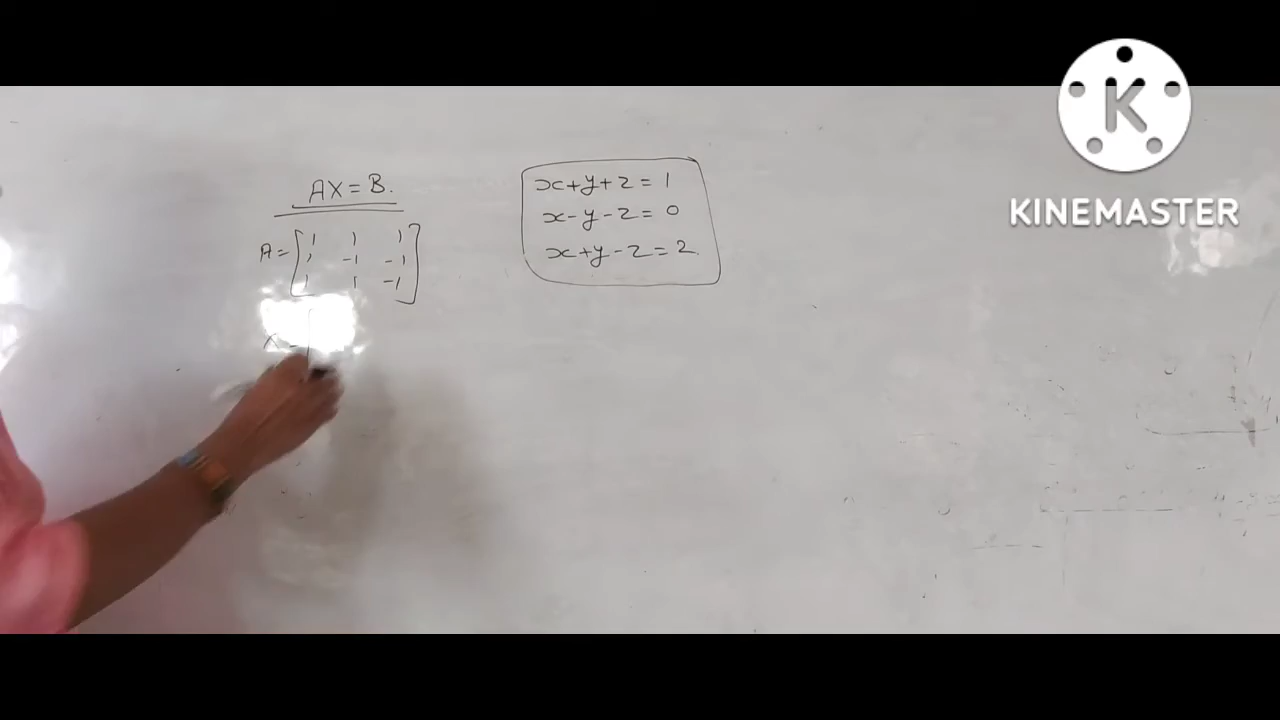 AX = B.
A = [1 1 1
1 -1 -1
1 1 -1]
X = [
x+y+z = 1
x-y-z = 0
x+y-z = 2
KINEMASTER